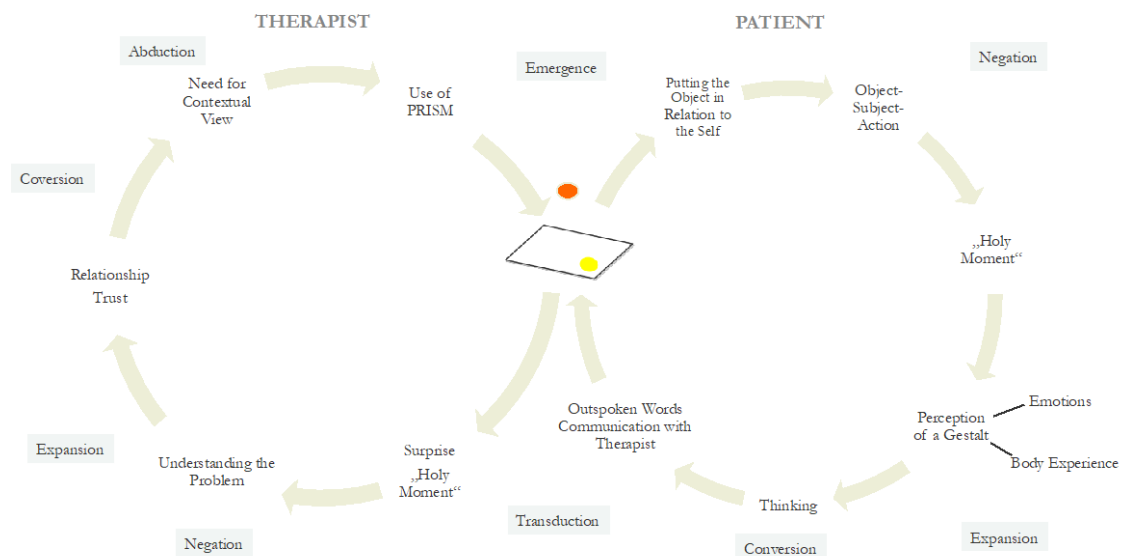 THERAPIST
PATIENT
Abduction
Need for
Contextual
View
Use of
PRISM
Emergence
Putting the
Object in
Relation to
the Self
Object-
Subject-
Action
Negation
Coversion
Relationship
Trust
„Holy
Moment“
Expansion
Understanding the
Problem
Negation
Surprise
„Holy
Moment“
Outspoken Words
Communication with
Therapist
Transduction
Thinking
Conversion
Perception
of a Gestalt
Emotions
Body Experience
Expansion